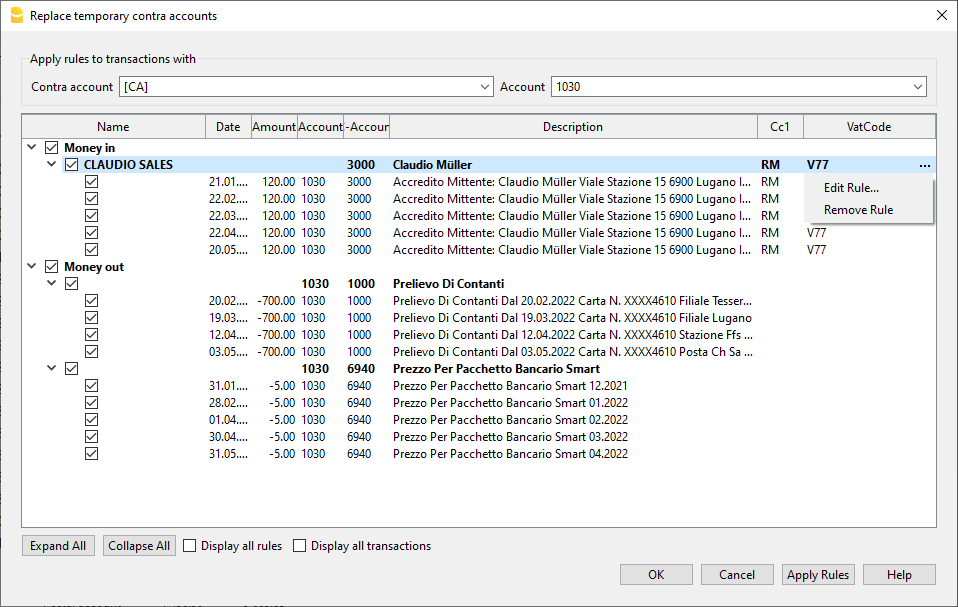 Replace temporary contra accounts
Apply rules to transactions with
Contra account [CA] Account 1030
Name Date Amount Account -Accour Description Cc1 VatCode
Money in
CLAUDIO SALES 3000 Claudio Müller RM V77 ...
21.01.... 120.00 1030 3000 Accredito Mittente: Claudio Müller Viale Stazione 15 6900 Lugano I... RM
Edit Rule...
22.02.... 120.00 1030 3000 Accredito Mittente: Claudio Müller Viale Stazione 15 6900 Lugano I... RM
22.03.... 120.00 1030 3000 Accredito Mittente: Claudio Müller Viale Stazione 15 6900 Lugano I... RM
Remove Rule
22.04.... 120.00 1030 3000 Accredito Mittente: Claudio Müller Viale Stazione 15 6900 Lugano I... RM V77
20.05.... 120.00 1030 3000 Accredito Mittente: Claudio Müller Viale Stazione 15 6900 Lugano I... RM V77
Money out
1030 1000 Prelievo Di Contanti
20.02.... -700.00 1030 1000 Prelievo Di Contanti Dal 20.02.2022 Carta N. XXXX4610 Filiale Tesser...
19.03.... -700.00 1030 1000 Prelievo Di Contanti Dal 19.03.2022 Carta N. XXXX4610 Filiale Lugano
12.04.... -700.00 1030 1000 Prelievo Di Contanti Dal 12.04.2022 Carta N. XXXX4610 Stazione Ffs ...
03.05.... -700.00 1030 1000 Prelievo Di Contanti Dal 03.05.2022 Carta N. XXXX4610 Posta Ch Sa ...
1030 6940 Prezzo Per Pacchetto Bancario Smart
31.01.... -5.00 1030 6940 Prezzo Per Pacchetto Bancario Smart 12.2021
28.02.... -5.00 1030 6940 Prezzo Per Pacchetto Bancario Smart 01.2022
01.04.... -5.00 1030 6940 Prezzo Per Pacchetto Bancario Smart 02.2022
30.04.... -5.00 1030 6940 Prezzo Per Pacchetto Bancario Smart 03.2022
31.05.... -5.00 1030 6940 Prezzo Per Pacchetto Bancario Smart 04.2022
Expand All Collapse All Display all rules Display all transactions
OK Cancel Apply Rules Help